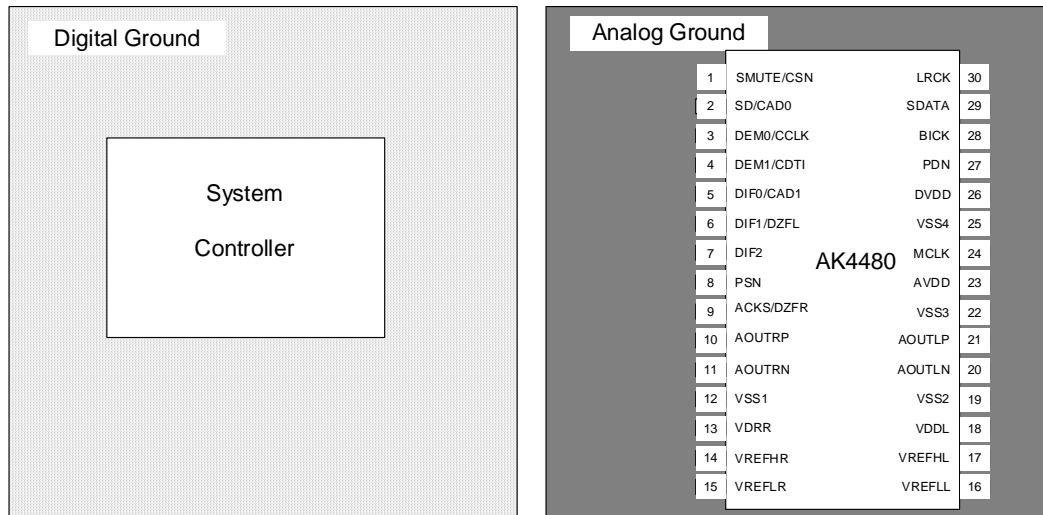 Digital Ground
System
Controller
Analog Ground
1 SMUTE/CSN LRCK 30
2 SD/CAD0 SDATA 29
3 DEM0/CCLK BICK 28
4 DEM1/CDTI PDN 27
5 DIF0/CAD1 DVDD 26
6 DIF1/DZFL VSS4 25
7 DIF2 MCLK 24
AK4480
8 PSN AVDD 23
9 ACKS/DZFR VSS3 22
10 AOUTRP AOUTLP 21
11 AOUTRN AOUTLN 20
12 VSS1 VSS2 19
13 VDRR VDDL 18
14 VREFHR VREFHL 17
15 VREFLR VREFLL 16